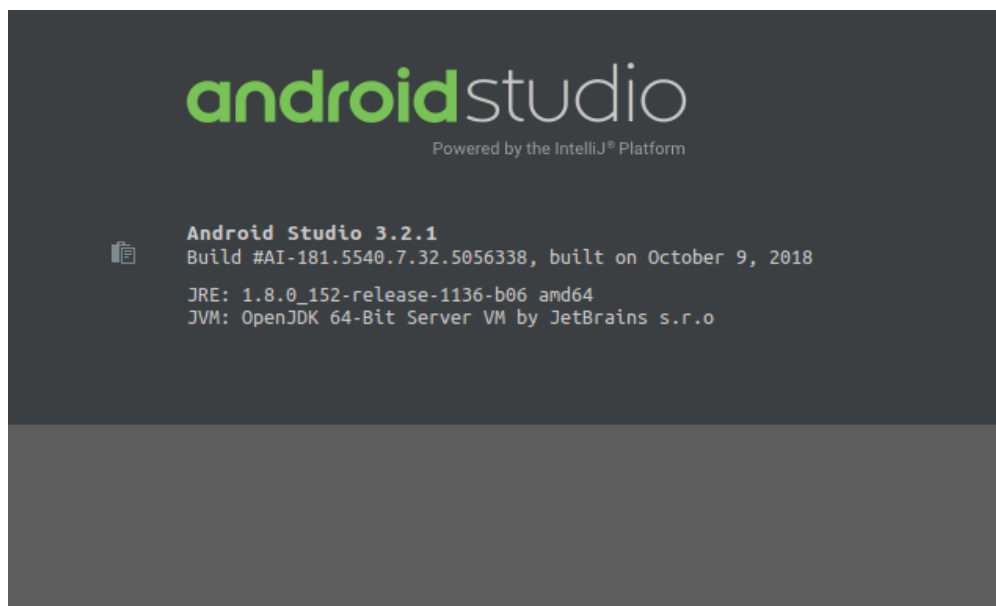 androidstudio
Powered by the IntelliJ® Platform
Android Studio 3.2.1
Build #AI-181.5540.7.32.5056338, built on October 9, 2018
JRE: 1.8.0_152-release-1136-b06 amd64
JVM: OpenJDK 64-Bit Server VM by JetBrains s.r.o